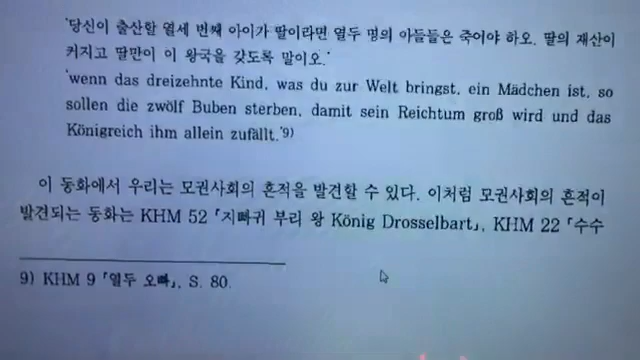 '당신이 출산할 열세 번째 아이가 딸이라면 열두 명의 아들들은 죽어야 하오. 딸의 재산이
커지고 딸만이 이 왕국을 갖도록 말이오.'
'wenn das dreizehnte Kind, was du zur Welt bringst, ein Mädchen ist, so
sollen die zwölf Buben sterben, damit sein Reichtum groß wird und das
Königreich ihm allein zufällt.'9)
이 동화에서 우리는 모권사회의 흔적을 발견할 수 있다. 이처럼 모권사회의 흔적이
발견되는 동화는 KHM 52 「지빠귀 부리 왕 König Drosselbart」, KHM 22 「수수
9) KHM 9 「열두 오빠」, S. 80.